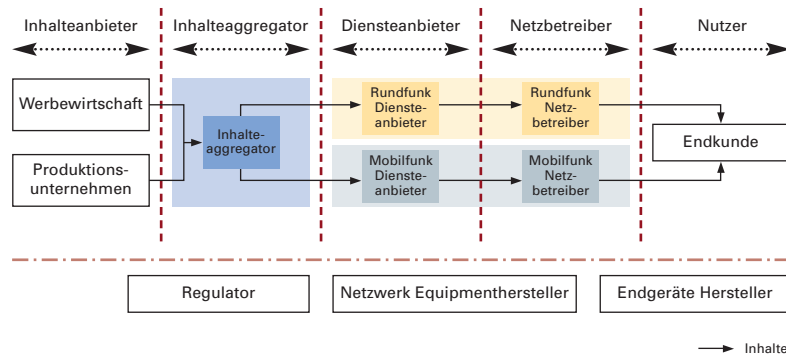 Inhalteanbieter
Inhalteaggregator
Diensteanbieter
Netzbetreiber
Nutzer
Werbewirtschaft
Produktions-
unternehmen
Inhalte-
aggregator
Rundfunk
Dienste-
anbieter
Rundfunk
Netz-
betreiber
Mobilfunk
Dienste-
anbieter
Mobilfunk
Netz-
betreiber
Endkunde
Regulator
Netzwerk Equipmenthersteller
Endgeräte Hersteller
Inhalte